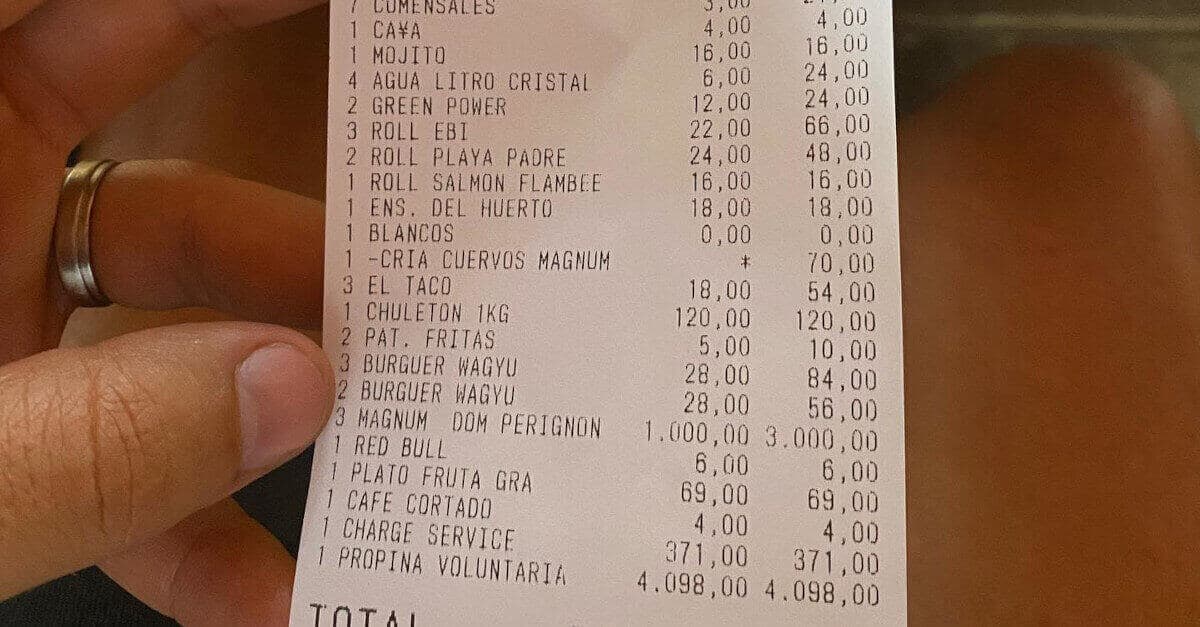 7 COMENSALES 3,00
1 CA¥A 4,00 4,00
1 MOJITO 16,00 16,00
4 AGUA LITRO CRISTAL 6,00 24,00
2 GREEN POWER 12,00 24,00
3 ROLL EBI 22,00 66,00
2 ROLL PLAYA PADRE 24,00 48,00
1 ROLL SALMON FLAMBEE 16,00 16,00
1 ENS. DEL HUERTO 18,00 18,00
1 BLANCOS 0,00 0,00
1 -CRIA CUERVOS MAGNUM * 70,00
3 EL TACO 18,00 54,00
1 CHULETON 1KG 120,00 120,00
2 PAT. FRITAS 5,00 10,00
3 BURGUER WAGYU 28,00 84,00
2 BURGUER WAGYU 28,00 56,00
3 MAGNUM DOM PERIGNON 1.000,00 3.000,00
1 RED BULL 6,00 6,00
1 PLATO FRUTA GRA 69,00 69,00
1 CAFE CORTADO 4,00 4,00
1 CHARGE SERVICE 371,00 371,00
1 PROPINA VOLUNTARIA 4.098,00 4.098,00
TOTAL